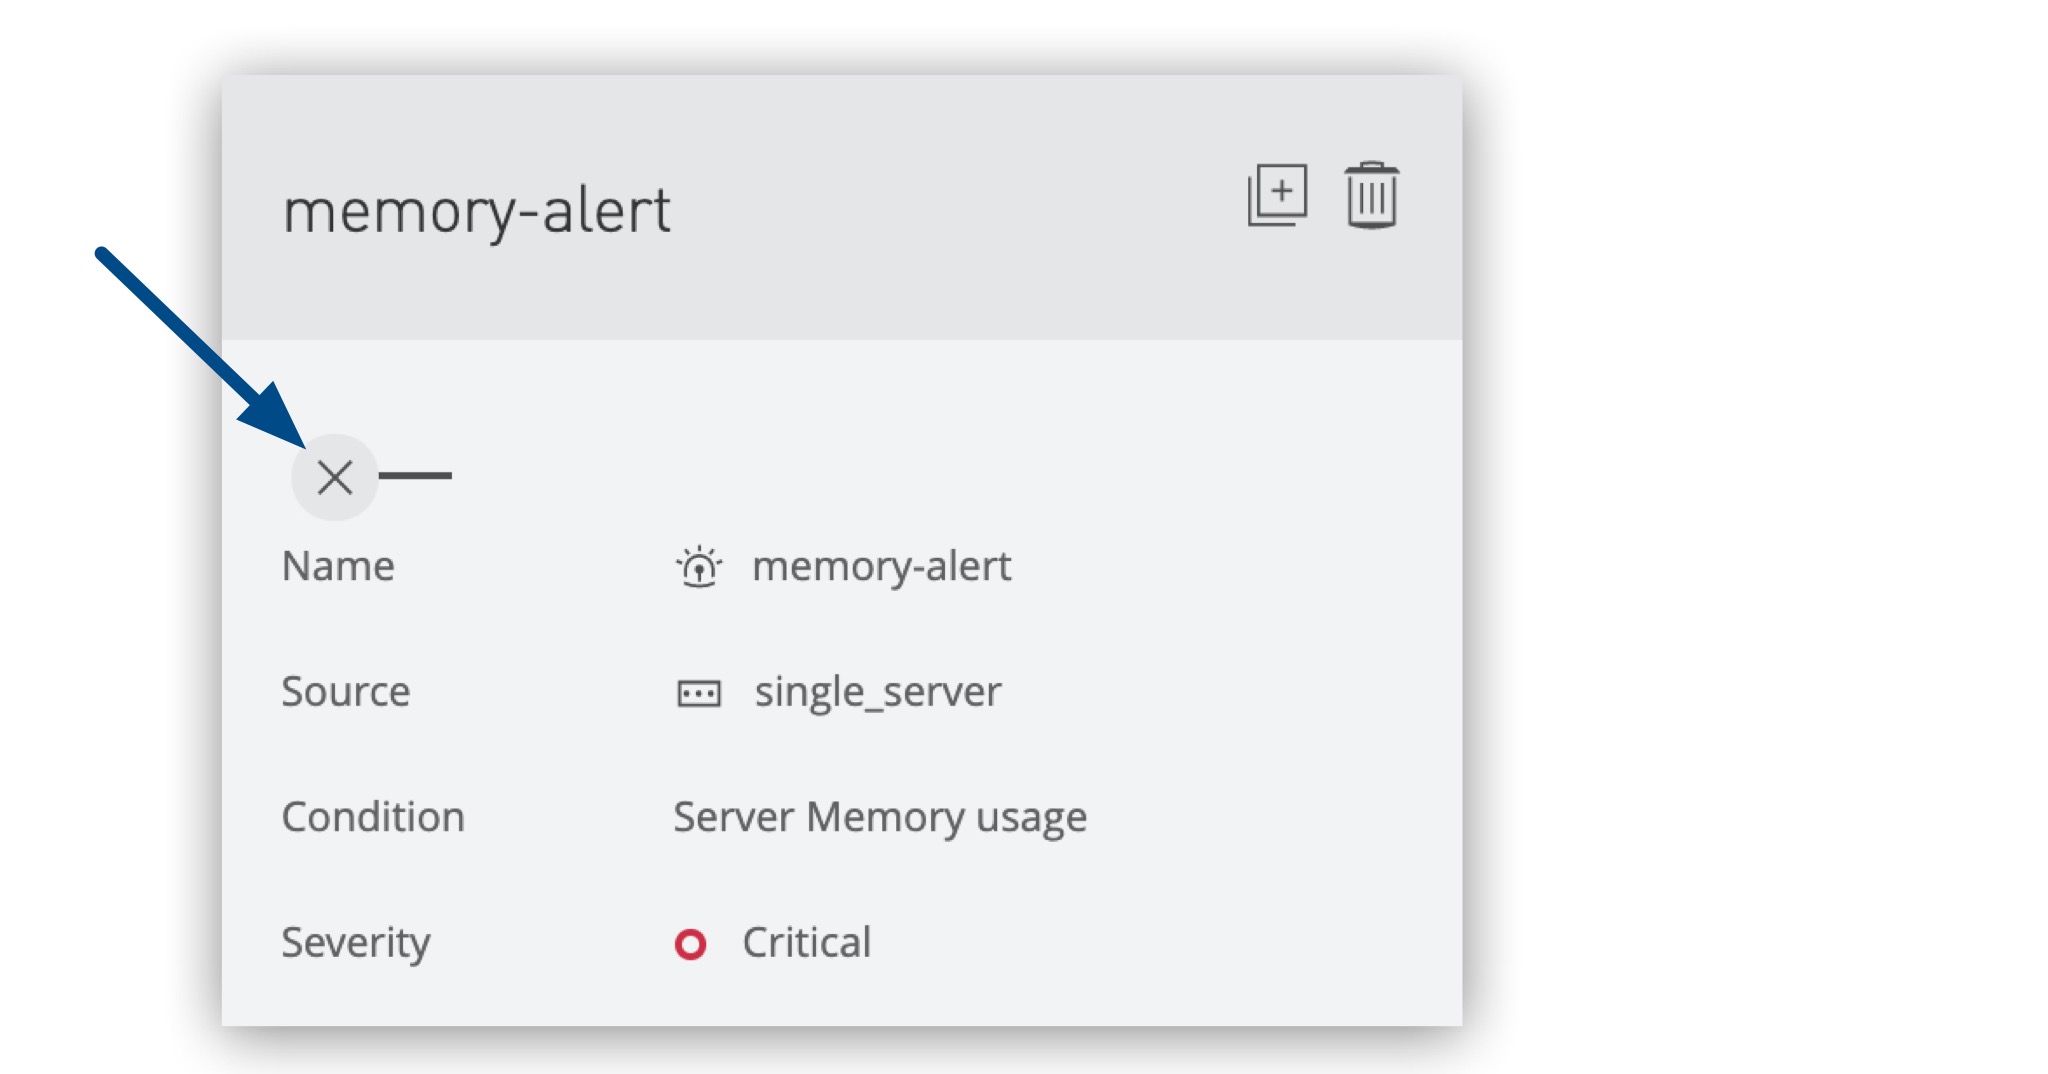 memory-alert
Name memory-alert
Source single_server
Condition Server Memory usage
Severity Critical